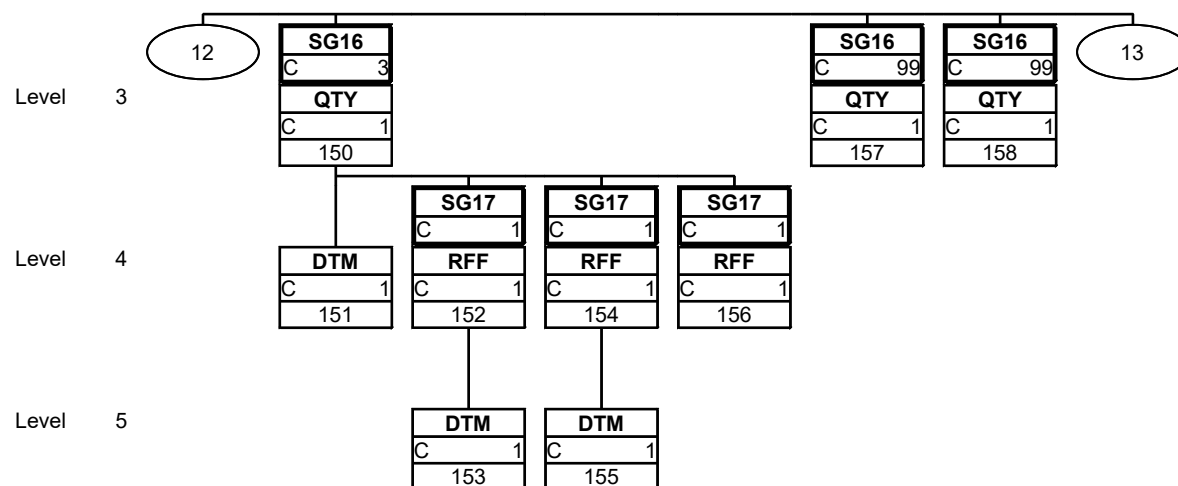 12
SG16
C 3
SG16
C 99
SG16
C 99
13
Level 3
QTY
C 1
150
QTY
C 1
157
QTY
C 1
158
SG17
C 1
SG17
C 1
SG17
C 1
Level 4
DTM
C 1
151
RFF
C 1
152
RFF
C 1
154
RFF
C 1
156
Level 5
DTM
C 1
153
DTM
C 1
155